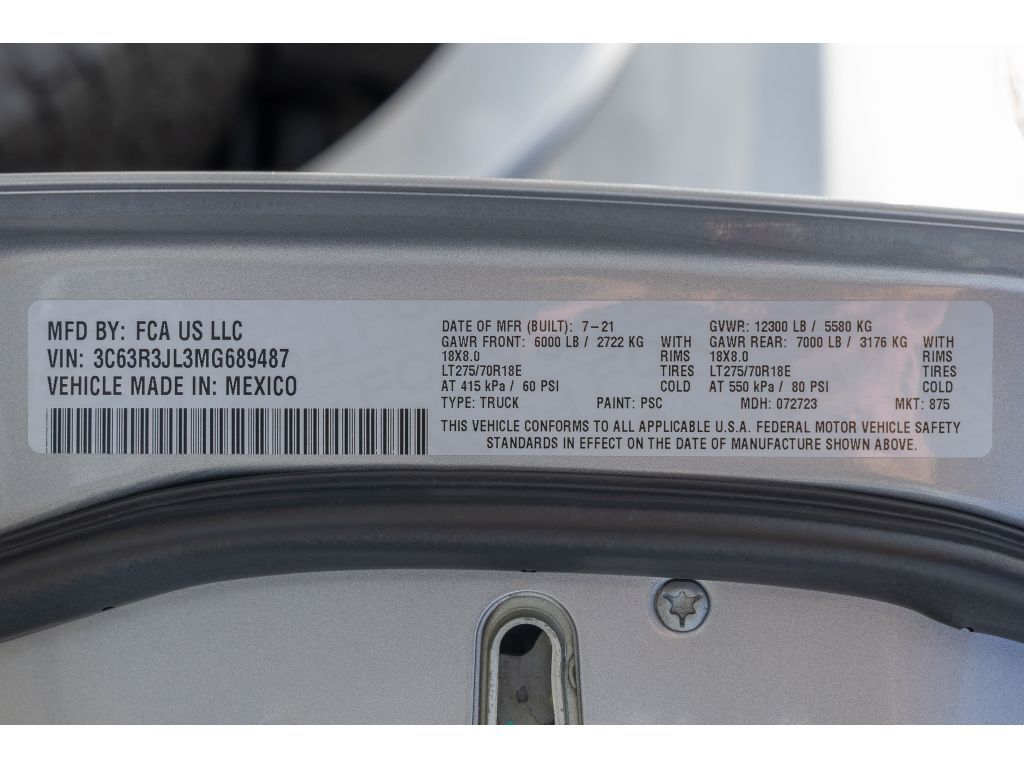 MFD BY: FCA US LLC
VIN: 3C63R3JL3MG689487
VEHICLE MADE IN: MEXICO
DATE OF MFR (BUILT): 7-21 GVWR: 12300 LB / 5580 KG
GAWR FRONT: 6000 LB / 2722 KG WITH GAWR REAR: 7000 LB / 3176 KG WITH
18X8.0 RIMS 18X8.0 RIMS
LT275/70R18E TIRES LT275/70R18E TIRES
AT 415 kPa / 60 PSI COLD AT 550 kPa / 80 PSI COLD
TYPE: TRUCK PAINT: PSC MDH: 072723 MKT: 875
THIS VEHICLE CONFORMS TO ALL APPLICABLE U.S.A. FEDERAL MOTOR VEHICLE SAFETY
STANDARDS IN EFFECT ON THE DATE OF MANUFACTURE SHOWN ABOVE.